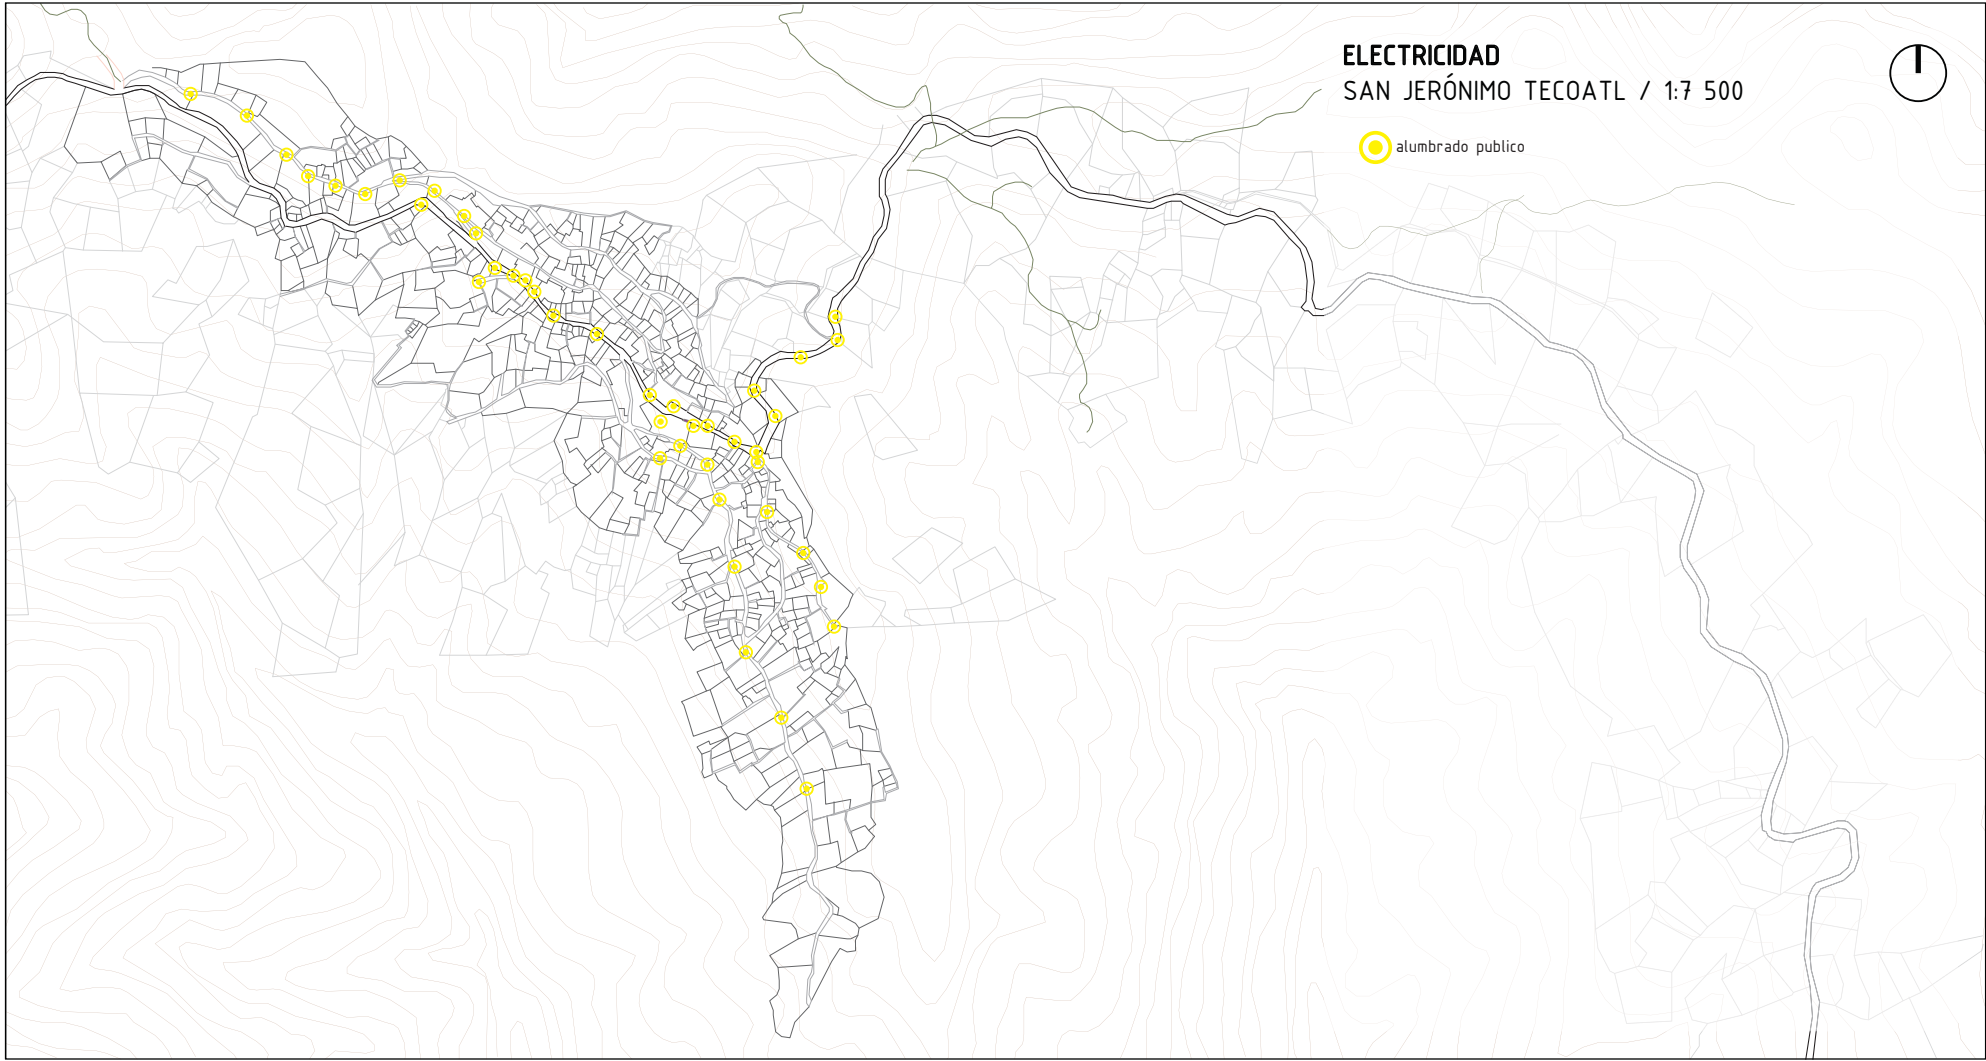 ELECTRICIDAD
SAN JERÓNIMO TECOATL / 1:7 500
alumbrado publico